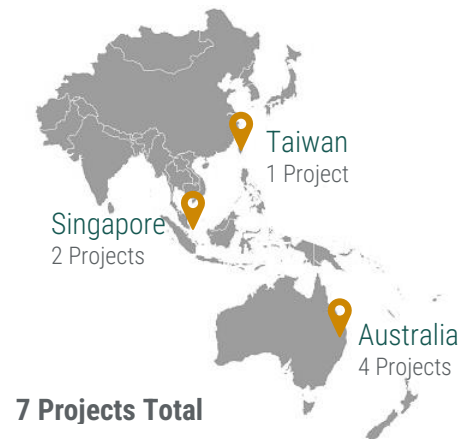 Taiwan
1 Project
Singapore
2 Projects
Australia
4 Projects
7 Projects Total